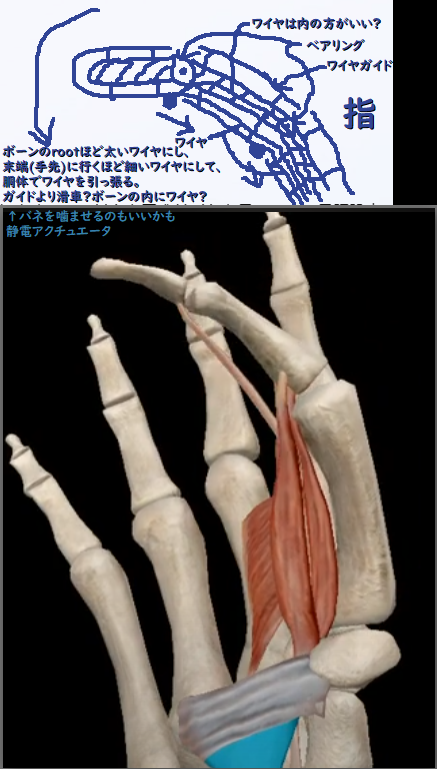 ワイヤは内の方がいい?
ベアリング
ワイヤガイド
指
ワイヤ
ボーンのrootほど太いワイヤにし、
末端(手先)に行くほど細いワイヤにして、
胴体でワイヤを引っ張る。
ガイドより滑車?ボーンの内にワイヤ?
↑バネを噛ませるのもいいかも
静電アクチュエータ